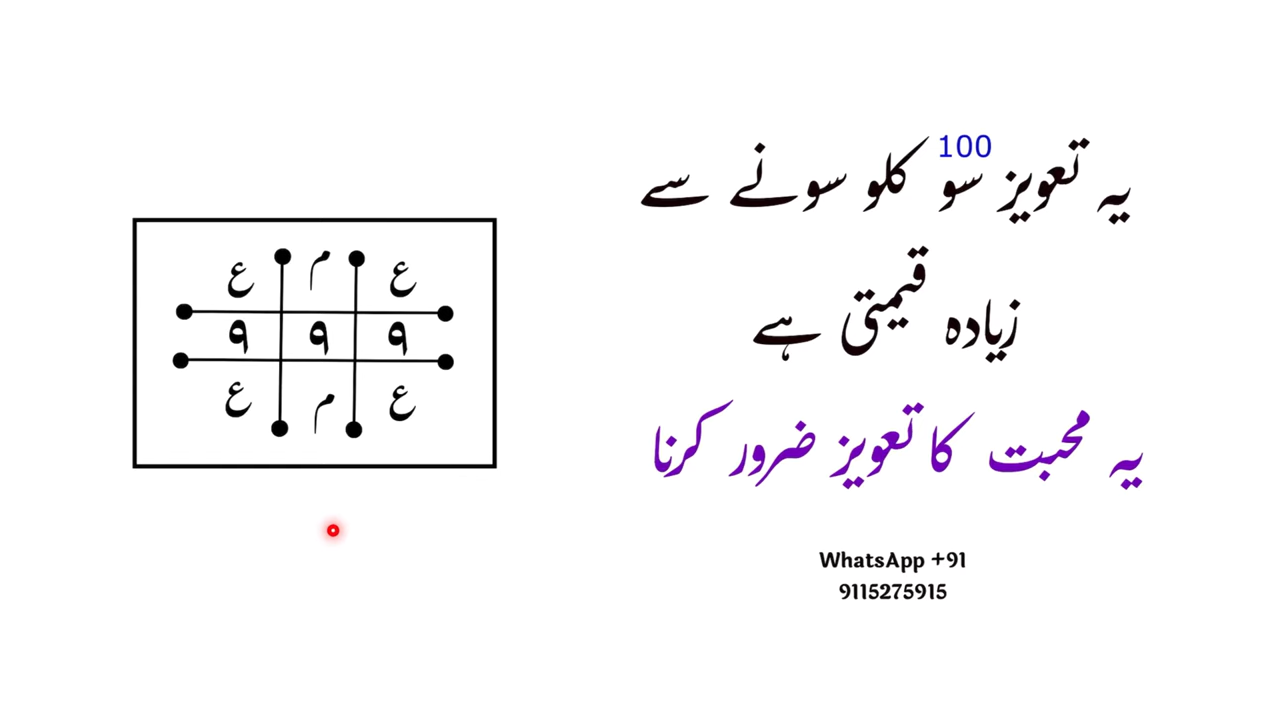 ع م ع
٩ ٩ ٩
ع م ع
100
یہ تعویز سو کلو سونے سے
زیادہ قیمتی ہے
یہ محبت کا تعویز ضرور کرنا
WhatsApp +91
9115275915